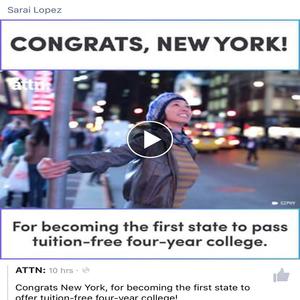 Sarai Lopez
CONGRATS, NEW YORK!
attn:
GIPHY
For becoming the first state to pass
tuition-free four-year college.
ATTN: 10 hrs ·
Congrats New York, for becoming the first state to
offer tuition-free four-year college!